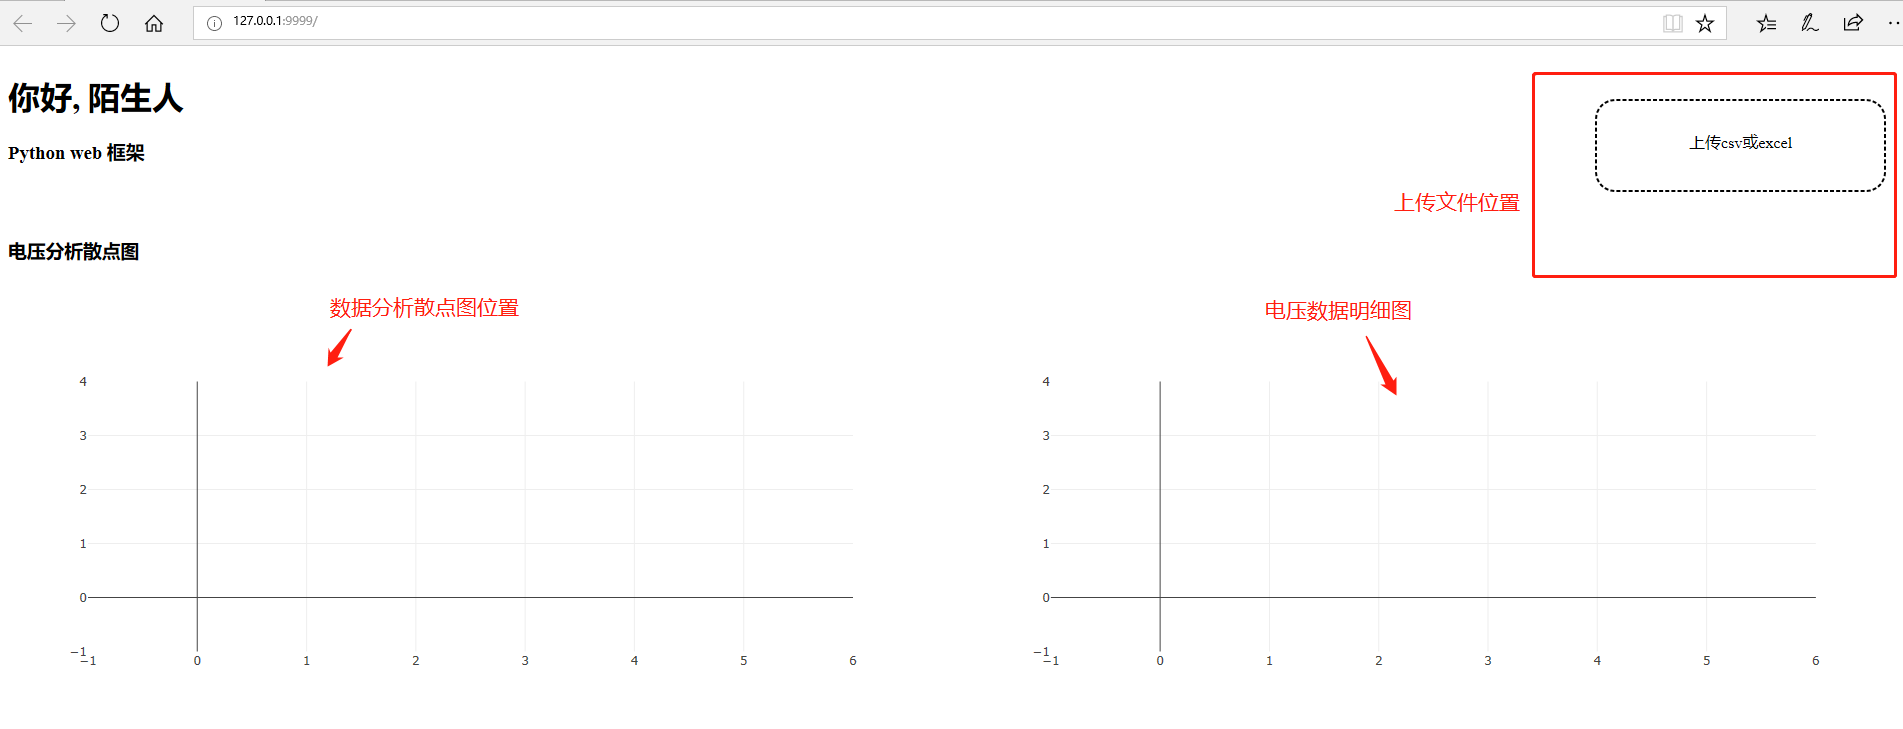 127.0.0.1:9999/
你好, 陌生人
Python web 框架
上传csv或excel
上传文件位置
电压分析散点图
数据分析散点图位置
电压数据明细图
4
3
2
1
0
−1
−1 0 1 2 3 4 5 6
4
3
2
1
0
−1
−1 0 1 2 3 4 5 6